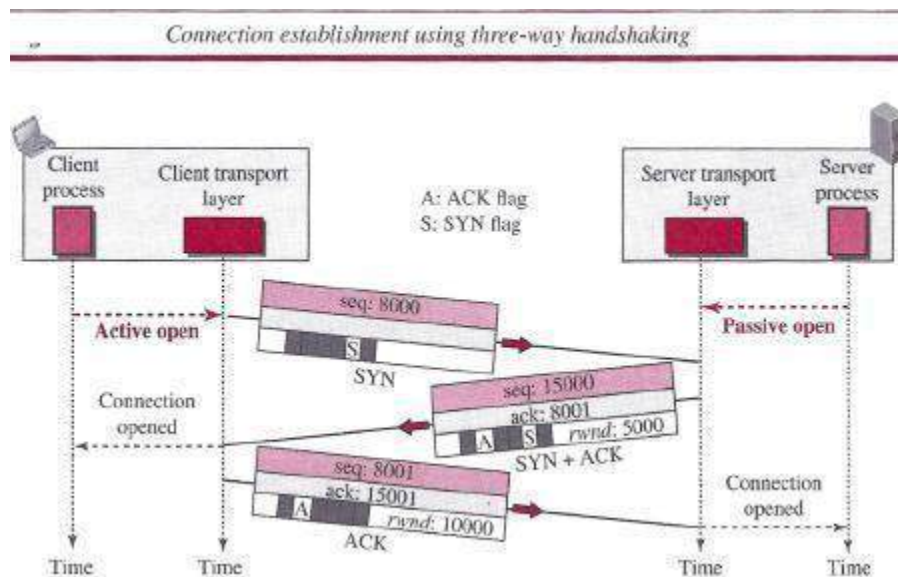 Connection establishment using three-way handshaking
Client
process
Client transport
layer
A: ACK flag
S: SYN flag
Server transport
layer
Server
process
seq: 8000
Active open
S
SYN
Passive open
seq: 15000
ack: 8001
A S rwnd: 5000
SYN + ACK
Connection
opened
seq: 8001
ack: 15001
A rwnd: 10000
ACK
Connection
opened
Time
Time
Time
Time